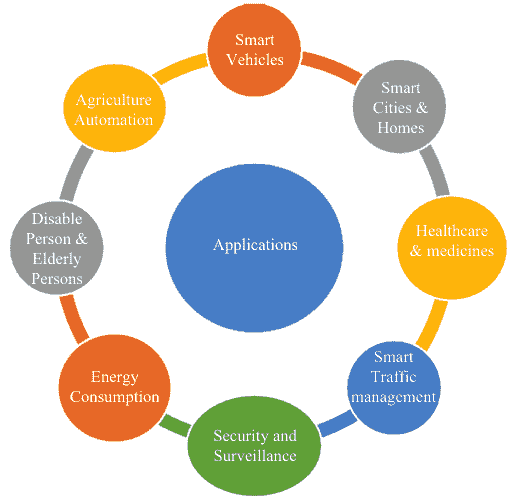 Smart
Vehicles
Smart
Cities &
Homes
Healthcare
& medicines
Smart
Traffic
management
Security and
Surveillance
Energy
Consumption
Disable
Person &
Elderly
Persons
Agriculture
Automation
Applications